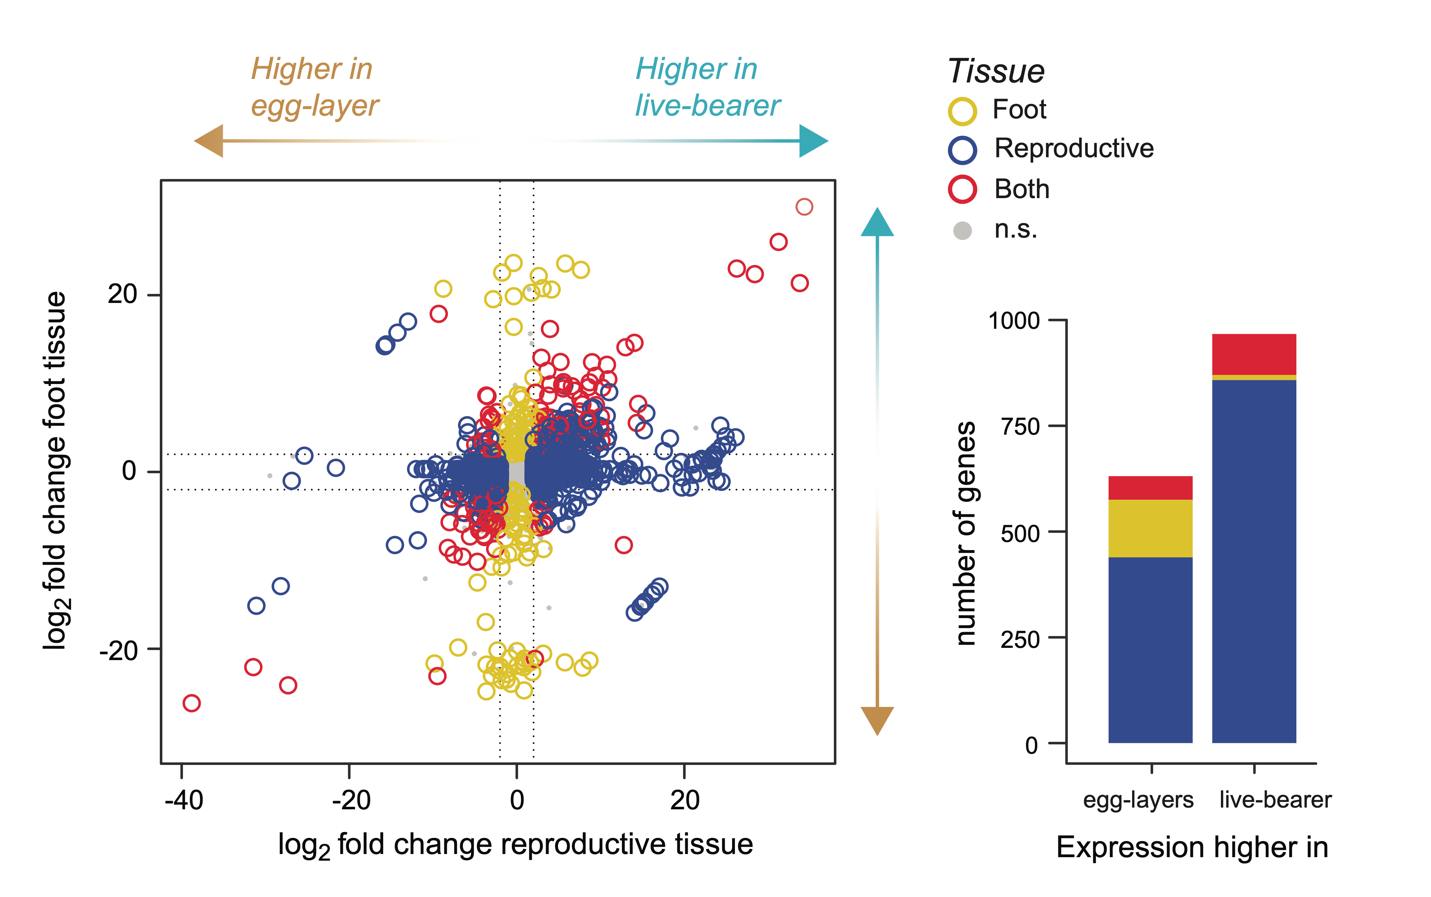 Higher in
egg-layer
Higher in
live-bearer
Tissue
Foot
Reproductive
Both
n.s.
log2 fold change foot tissue
20
0
-20
-40
-20
0
20
log2 fold change reproductive tissue
number of genes
1000
750
500
250
0
egg-layers
live-bearer
Expression higher in